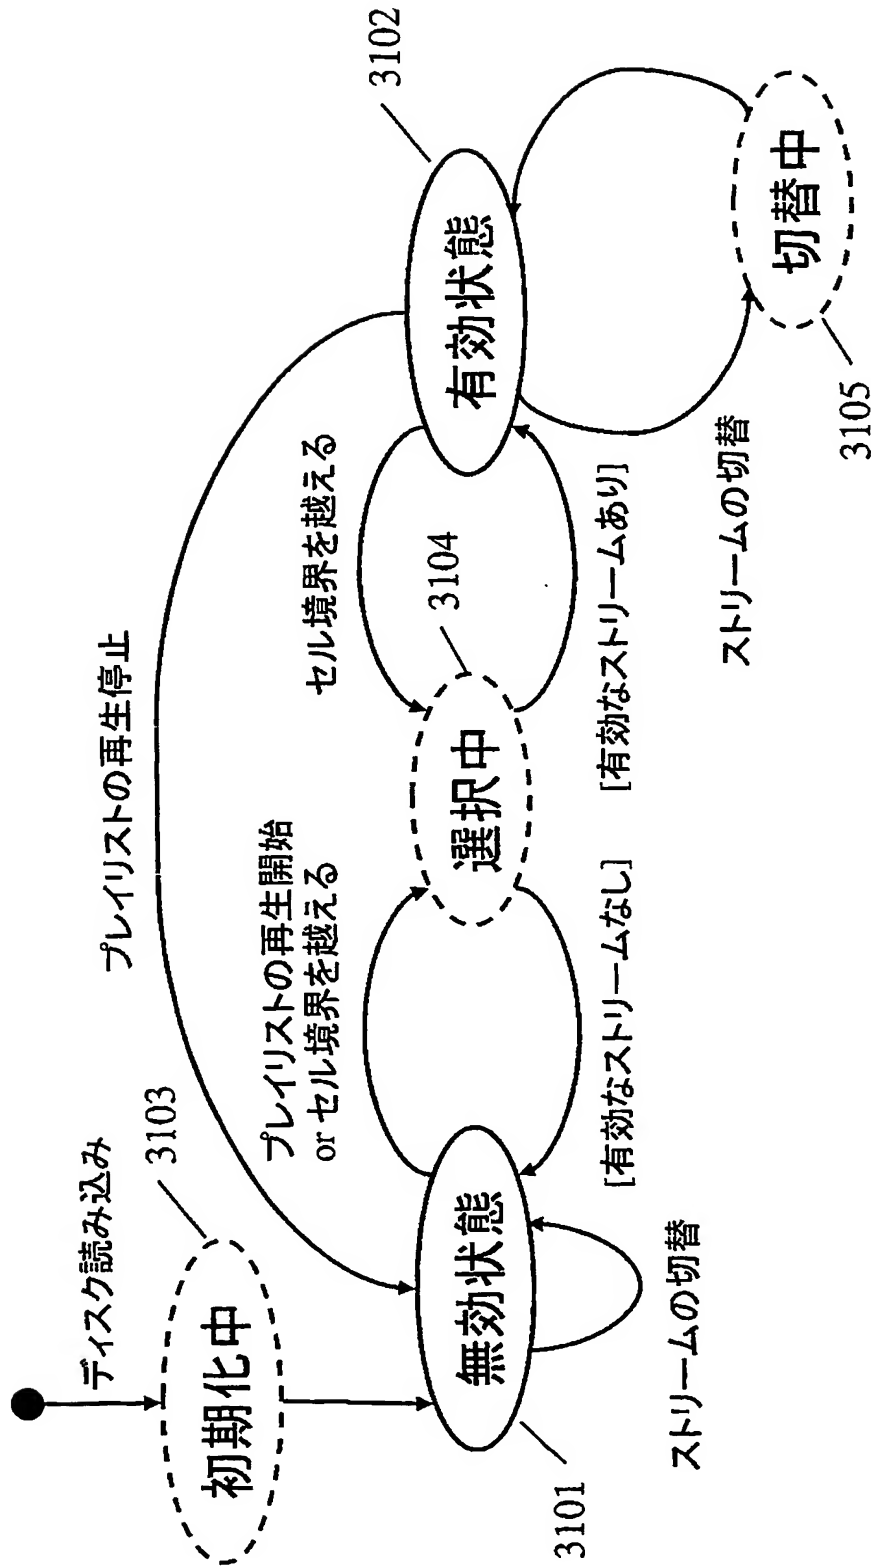 ディスク読み込み
初期化中
3103
プレイリストの再生停止
プレイリストの再生開始
or セル境界を越える
セル境界を越える
3104
3102
無効状態
選択中
有効状態
3101
[有効なストリームなし]
[有効なストリームあり]
ストリームの切替
ストリームの切替
切替中
3105